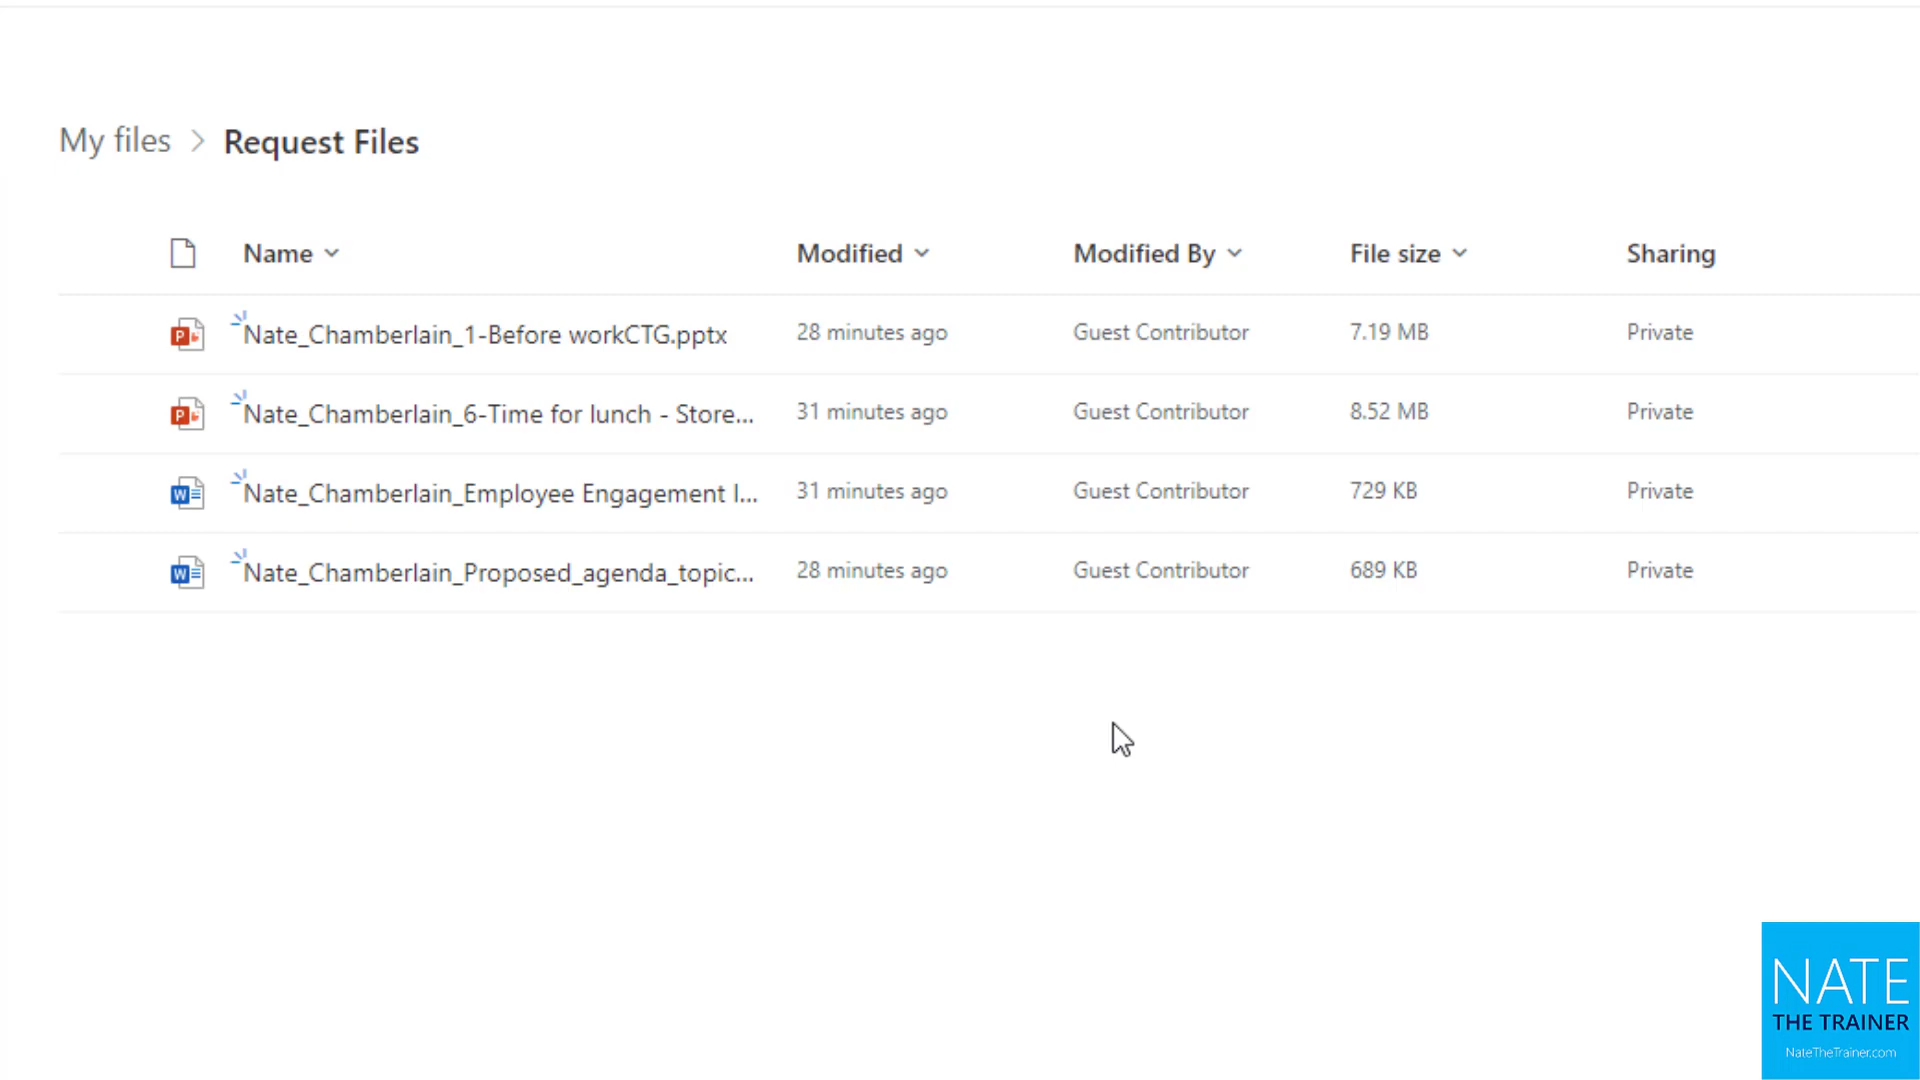 My files > Request Files
Name Modified Modified By File size Sharing
Nate_Chamberlain_1-Before workCTG.pptx 28 minutes ago Guest Contributor 7.19 MB Private
Nate_Chamberlain_6-Time for lunch - Store... 31 minutes ago Guest Contributor 8.52 MB Private
Nate_Chamberlain_Employee Engagement I... 31 minutes ago Guest Contributor 729 KB Private
Nate_Chamberlain_Proposed_agenda_topic... 28 minutes ago Guest Contributor 689 KB Private
NATE
THE TRAINER
NateTheTrainer.com